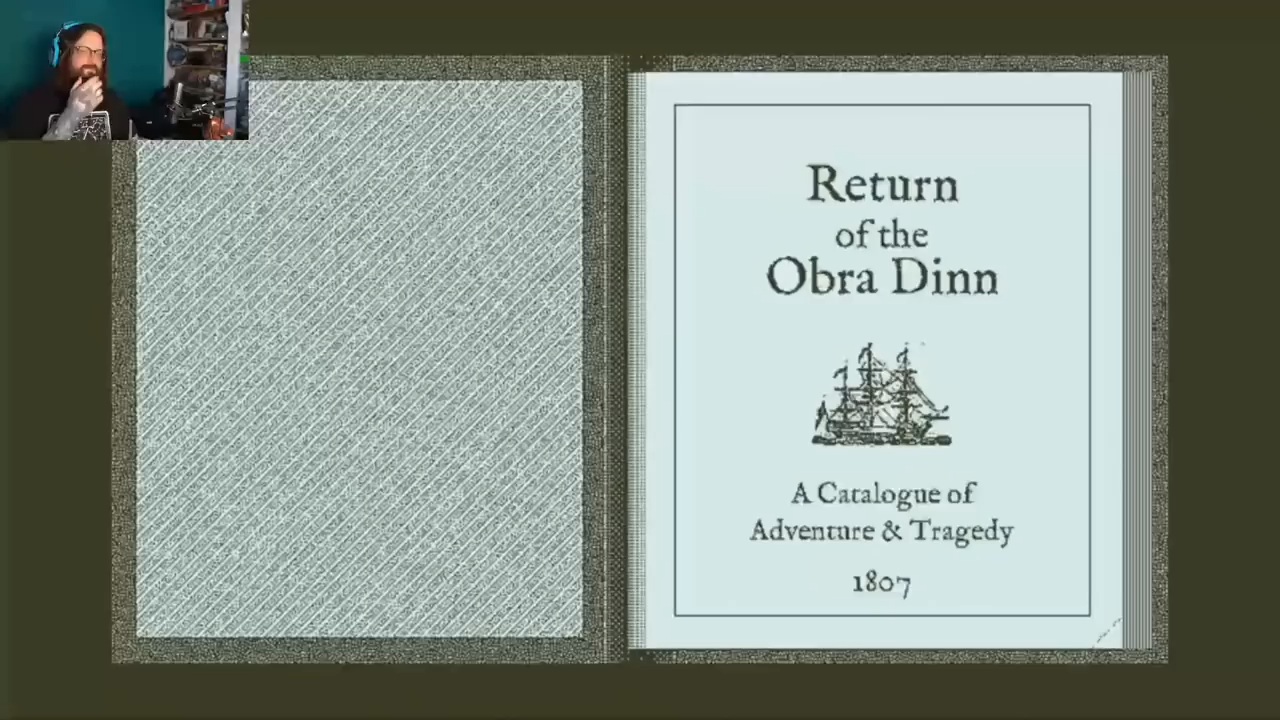 Return
of the
Obra Dinn
A Catalogue of
Adventure & Tragedy
1807